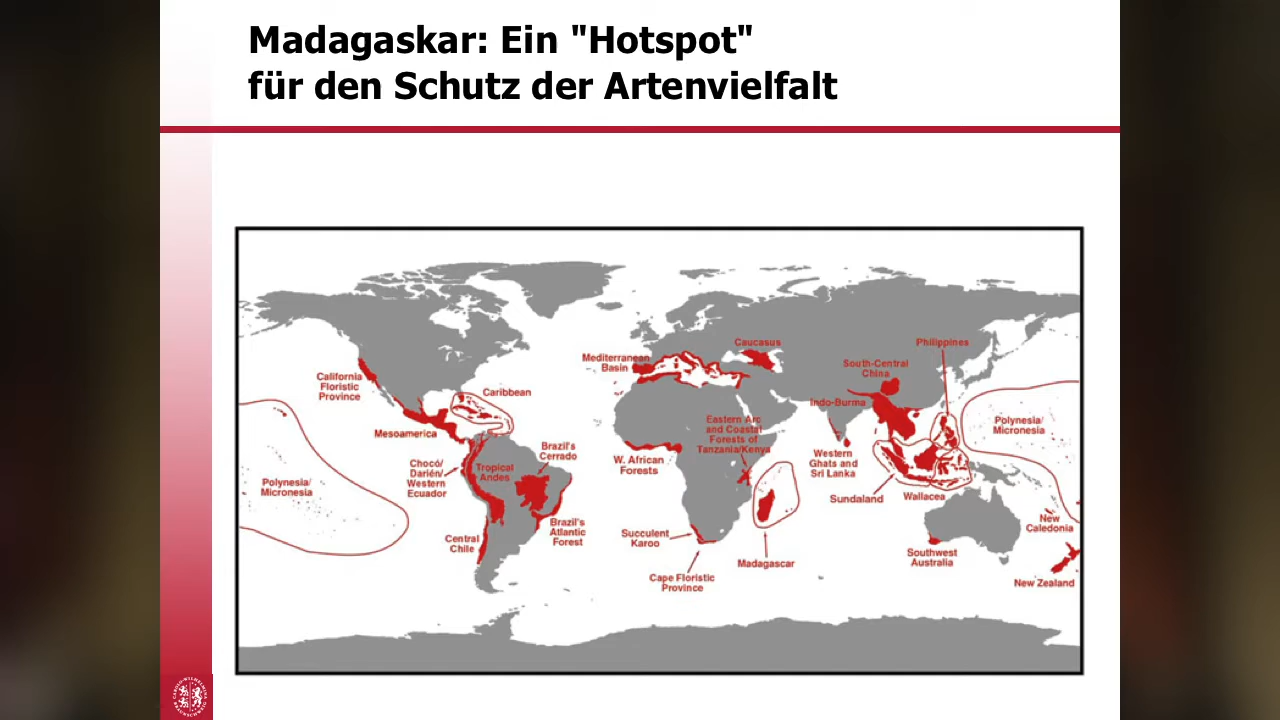 Madagaskar: Ein "Hotspot"
für den Schutz der Artenvielfalt
Caucasus
Philippines
Mediterranean
Basin
South-Central
China
California
Floristic
Province
Caribbean
Indo-Burma
Polynesia/
Micronesia
Mesoamerica
Eastern Arc
and Coastal
Forests of
Tanzania/Kenya
Brazil's
Cerrado
W. African
Forests
Western
Ghats and
Sri Lanka
Chocó/
Darién/
Western
Ecuador
Tropical
Andes
Polynesia/
Micronesia
Sundaland
Wallacea
Brazil's
Atlantic
Forest
New
Caledonia
Succulent
Karoo
Central
Chile
Southwest
Australia
Madagascar
Cape Floristic
Province
New Zealand